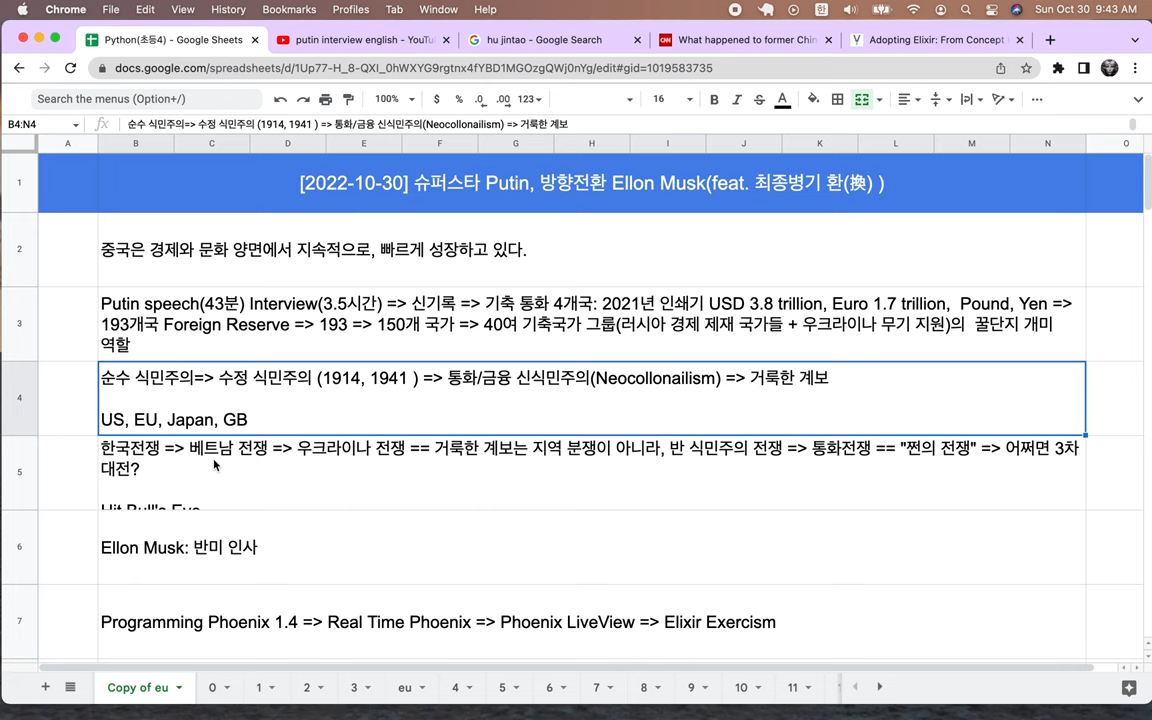 Chrome File Edit View History Bookmarks Profiles Tab Window Help Sun Oct 30 9:43 AM
Python(초등4) - Google Sheets putin interview english - YouTu hu jintao - Google Search What happened to former Chin Adopting Elixir: From Concept
docs.google.com/spreadsheets/d/1Up77-H_8-QXI_0hWXYG9rgtnx4fYBD1MGOzgQWj0nYg/edit#gid=1019583735
Search the menus (Option+/) 100% $ % .0 .00 123 16 B I S A
B4:N4 fx 순수 식민주의=> 수정 식민주의 (1914, 1941 ) => 통화/금융 신식민주의(Neocollonailism) => 거룩한 계보
A B C D E F G H I J K L M N O
1 [2022-10-30] 슈퍼스타 Putin, 방향전환 Ellon Musk(feat. 최종병기 환(換) )
2 중국은 경제와 문화 양면에서 지속적으로, 빠르게 성장하고 있다.
Putin speech(43분) Interview(3.5시간) => 신기록 => 기축 통화 4개국: 2021년 인쇄기 USD 3.8 trillion, Euro 1.7 trillion, Pound, Yen =>
3 193개국 Foreign Reserve => 193 => 150개 국가 => 40여 기축국가 그룹(러시아 경제 제재 국가들 + 우크라이나 무기 지원)의 꿀단지 개미
역할
순수 식민주의=> 수정 식민주의 (1914, 1941 ) => 통화/금융 신식민주의(Neocollonailism) => 거룩한 계보
4
US, EU, Japan, GB
한국전쟁 => 베트남 전쟁 => 우크라이나 전쟁 == 거룩한 계보는 지역 분쟁이 아니라, 반 식민주의 전쟁 => 통화전쟁 == "쩐의 전쟁" => 어쩌면 3차
5 대전?
Hit Bull's Eye
6 Ellon Musk: 반미 인사
7 Programming Phoenix 1.4 => Real Time Phoenix => Phoenix LiveView => Elixir Exercism
Copy of eu 0 1 2 3 eu 4 5 6 7 8 9 10 11